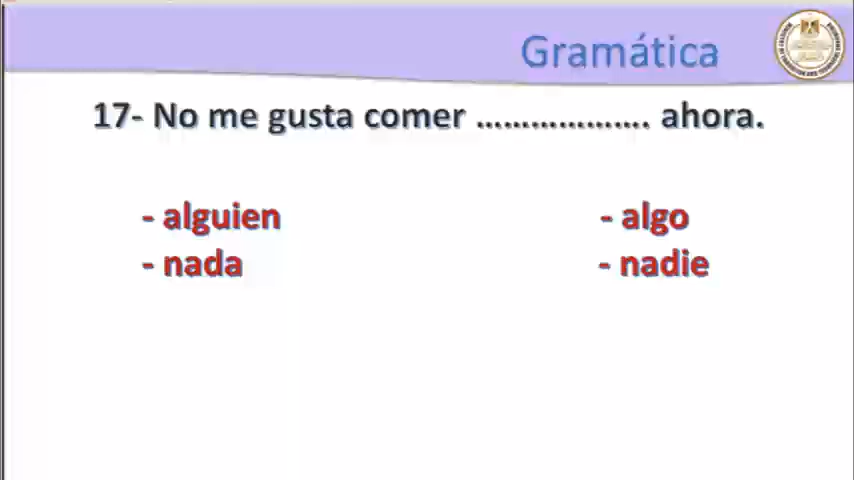 Gramática
17- No me gusta comer ................... ahora.
- alguien - algo
- nada - nadie